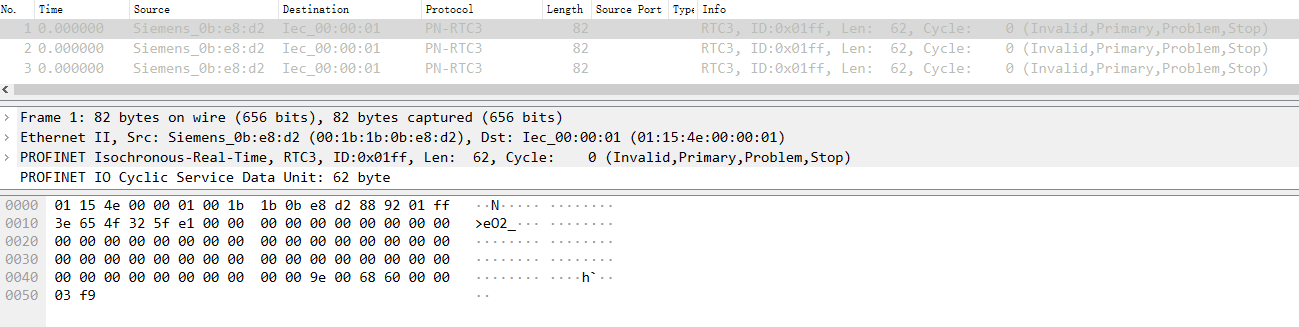 No. Time Source Destination Protocol Length Source Port Type Info
1 0.000000 Siemens_0b:e8:d2 Iec_00:00:01 PN-RTC3 82 RTC3, ID:0x01ff, Len: 62, Cycle: 0 (Invalid,Primary,Problem,Stop)
2 0.000000 Siemens_0b:e8:d2 Iec_00:00:01 PN-RTC3 82 RTC3, ID:0x01ff, Len: 62, Cycle: 0 (Invalid,Primary,Problem,Stop)
3 0.000000 Siemens_0b:e8:d2 Iec_00:00:01 PN-RTC3 82 RTC3, ID:0x01ff, Len: 62, Cycle: 0 (Invalid,Primary,Problem,Stop)
Frame 1: 82 bytes on wire (656 bits), 82 bytes captured (656 bits)
Ethernet II, Src: Siemens_0b:e8:d2 (00:1b:1b:0b:e8:d2), Dst: Iec_00:00:01 (01:15:4e:00:00:01)
PROFINET Isochronous-Real-Time, RTC3, ID:0x01ff, Len: 62, Cycle: 0 (Invalid,Primary,Problem,Stop)
PROFINET IO Cyclic Service Data Unit: 62 byte
0000 01 15 4e 00 00 01 00 1b 1b 0b e8 d2 88 92 01 ff ··N····· ········
0010 3e 65 4f 32 5f e1 00 00 00 00 00 00 00 00 00 00 >eO2_··· ········
0020 00 00 00 00 00 00 00 00 00 00 00 00 00 00 00 00 ········ ········
0030 00 00 00 00 00 00 00 00 00 00 00 00 00 00 00 00 ········ ········
0040 00 00 00 00 00 00 00 00 00 00 9e 00 68 60 00 00 ········ ····h`··
0050 03 f9 ··